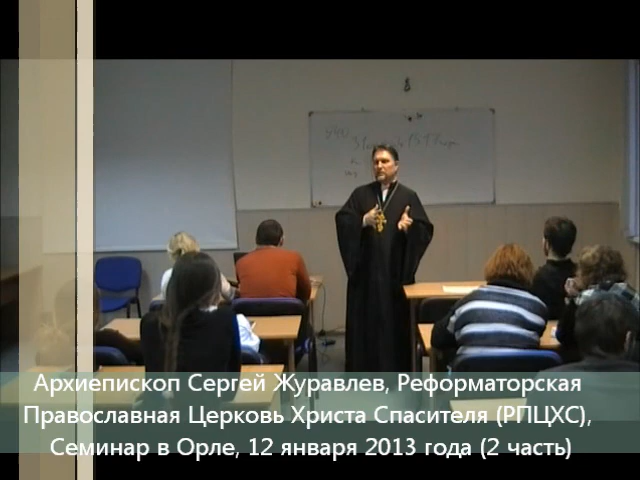 Архиепископ Сергей Журавлев, Реформаторская
Православная Церковь Христа Спасителя (РПЦХС),
Семинар в Орле, 12 января 2013 года (2 часть)